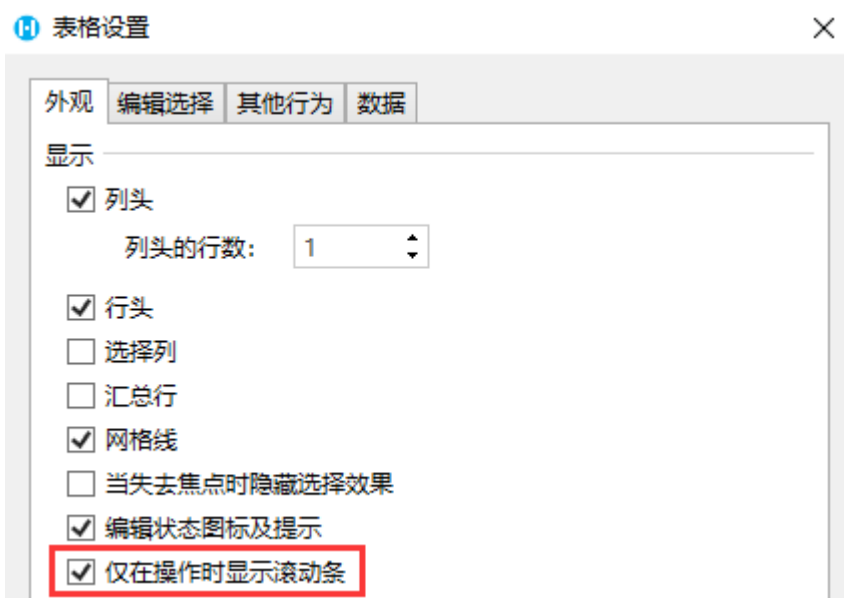 表格设置
外观 编辑选择 其他行为 数据
显示
列头
列头的行数： 1
行头
选择列
汇总行
网格线
当失去焦点时隐藏选择效果
编辑状态图标及提示
仅在操作时显示滚动条